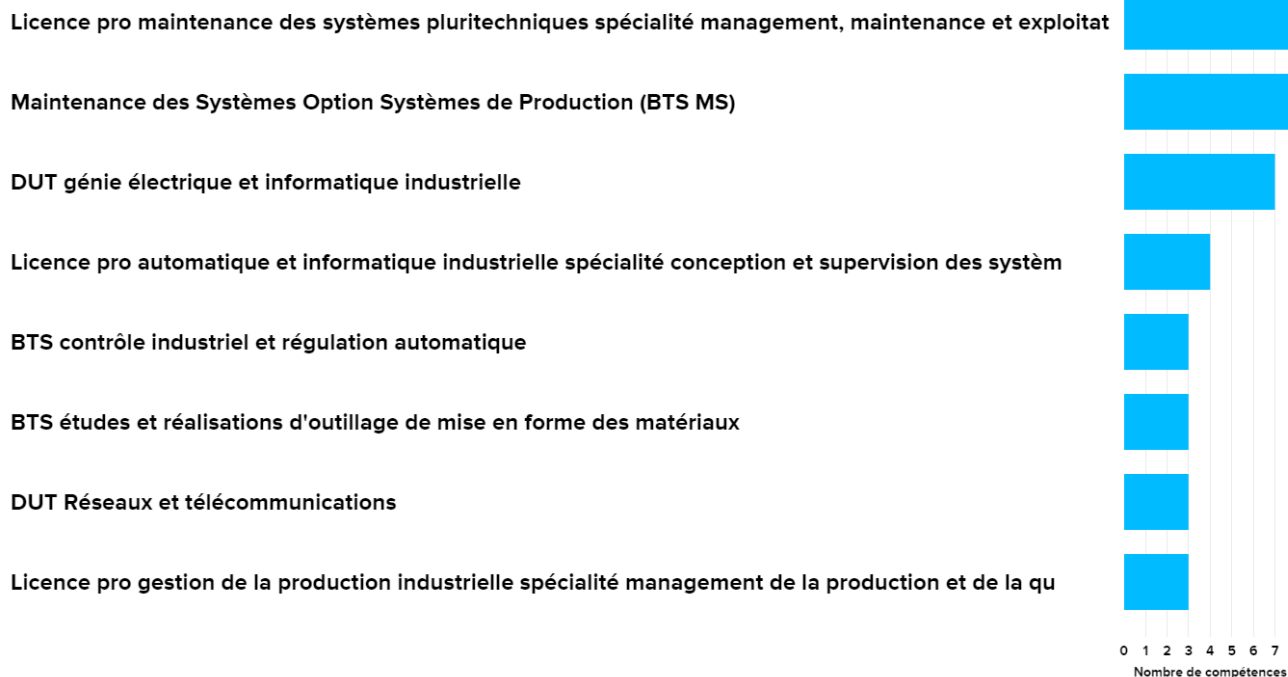 Licence pro maintenance des systèmes pluritechniques spécialité management, maintenance et exploitat
Maintenance des Systèmes Option Systèmes de Production (BTS MS)
DUT génie électrique et informatique industrielle
Licence pro automatique et informatique industrielle spécialité conception et supervision des systèm
BTS contrôle industriel et régulation automatique
BTS études et réalisations d'outillage de mise en forme des matériaux
DUT Réseaux et télécommunications
Licence pro gestion de la production industrielle spécialité management de la production et de la qu
0 1 2 3 4 5 6 7
Nombre de compétences